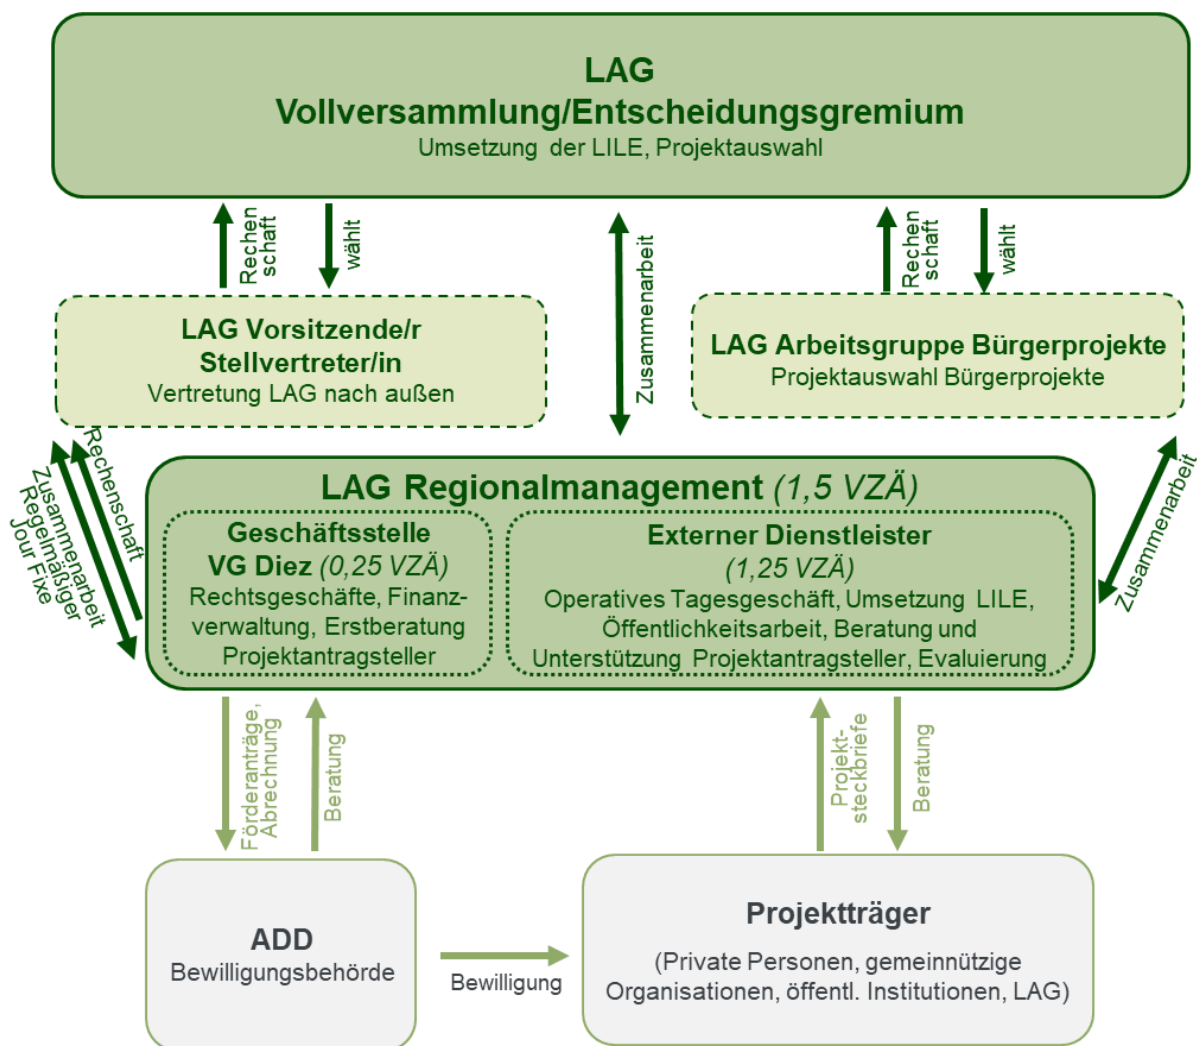 LAG
Vollversammlung/Entscheidungsgremium
Umsetzung der LILE, Projektauswahl
Rechen
schaft
wählt
Zusammenarbeit
Rechen
schaft
wählt
LAG Vorsitzende/r
Stellvertreter/in
Vertretung LAG nach außen
LAG Arbeitsgruppe Bürgerprojekte
Projektauswahl Bürgerprojekte
Rechenschaft
Zusammenarbeit
Regelmäßiger
Jour Fixe
Zusammenarbeit
LAG Regionalmanagement (1,5 VZÄ)
Geschäftsstelle
VG Diez (0,25 VZÄ)
Rechtsgeschäfte, Finanz-
verwaltung, Erstberatung
Projektantragsteller
Externer Dienstleister
(1,25 VZÄ)
Operatives Tagesgeschäft, Umsetzung LILE,
Öffentlichkeitsarbeit, Beratung und
Unterstützung Projektantragsteller, Evaluierung
Förderanträge,
Abrechnung
Beratung
Projekt-
steckbriefe
Beratung
ADD
Bewilligungsbehörde
Bewilligung
Projektträger
(Private Personen, gemeinnützige
Organisationen, öffentl. Institutionen, LAG)